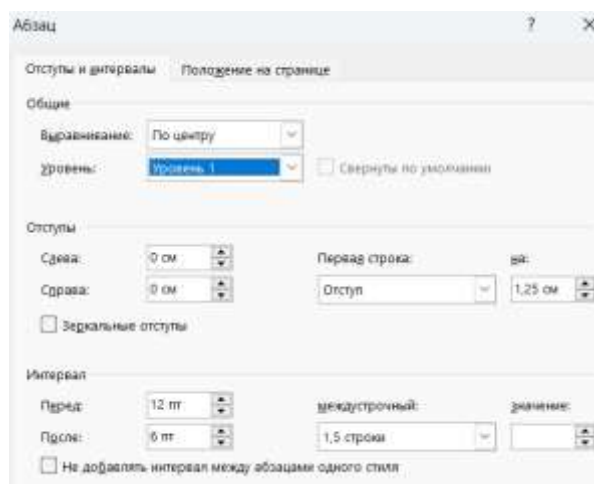 Абзац ? ×
Отступы и интервалы Положение на странице
Общие
Выравнивание: По центру
Уровень: Уровень 1 Свернуты по умолчанию
Отступы
Слева: 0 см Первая строка: на:
Справа: 0 см Отступ 1,25 см
Зеркальные отступы
Интервал
Перед: 12 пт междустрочный: значение:
После: 6 пт 1,5 строки
Не добавлять интервал между абзацами одного стиля